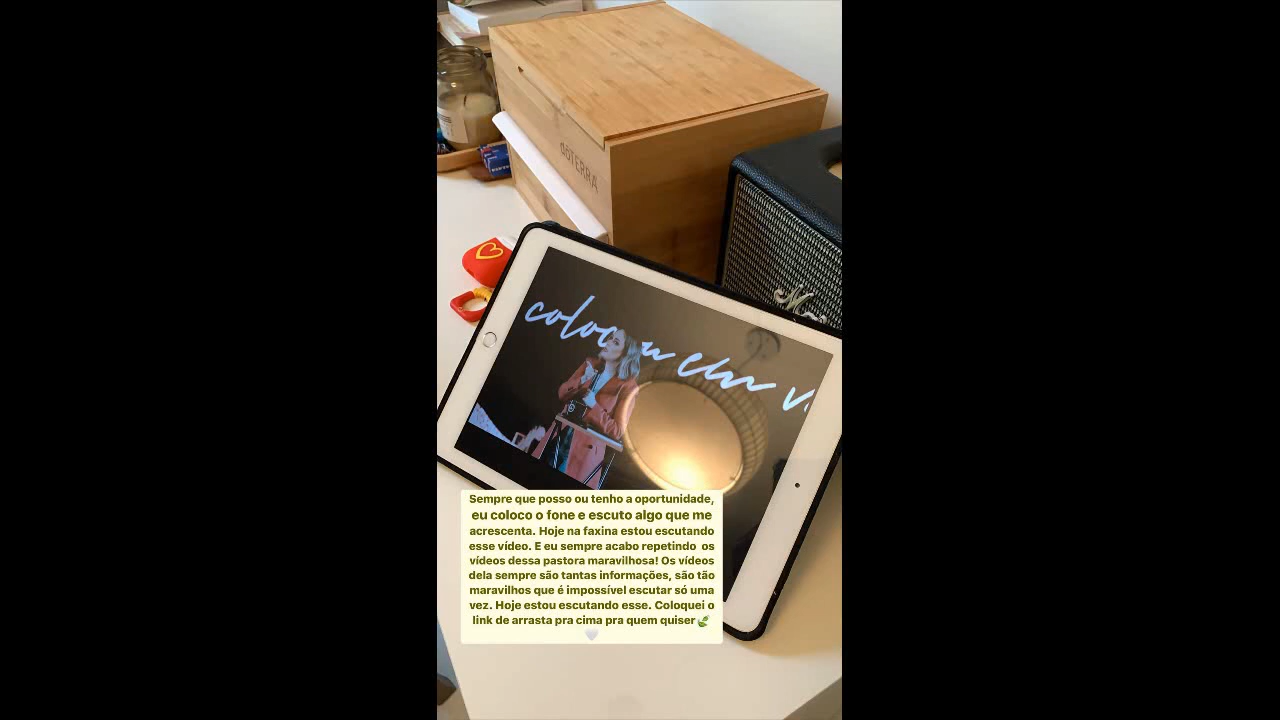 dōTERRA
colocou em v
Sempre que posso ou tenho a oportunidade,
eu coloco o fone e escuto algo que me
acrescenta. Hoje na faxina estou escutando
esse vídeo. E eu sempre acabo repetindo os
vídeos dessa pastora maravilhosa! Os vídeos
dela sempre são tantas informações, são tão
maravilhos que é impossível escutar só uma
vez. Hoje estou escutando esse. Coloquei o
link de arrasta pra cima pra quem quiser🍃
🤍